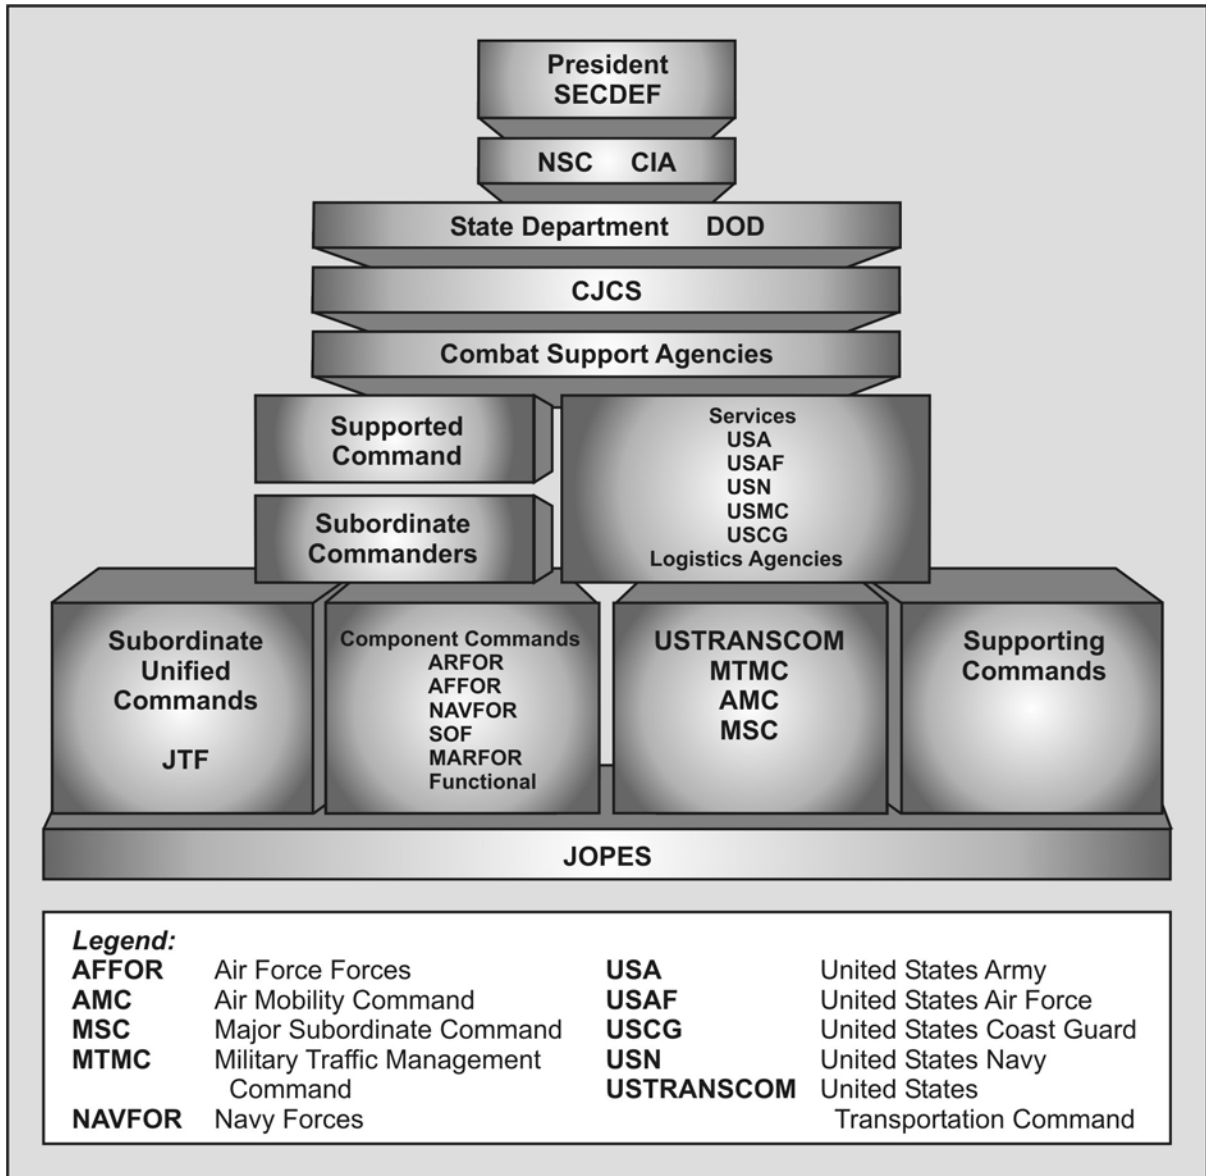 President
SECDEF
NSC CIA
State Department DOD
CJCS
Combat Support Agencies
Supported
Command
Subordinate
Commanders
Services
USA
USAF
USN
USMC
USCG
Logistics Agencies
Subordinate
Unified
Commands
JTF
Component Commands
ARFOR
AFFOR
NAVFOR
SOF
MARFOR
Functional
USTRANSCOM
MTMC
AMC
MSC
Supporting
Commands
JOPES
Legend:
AFFOR Air Force Forces
AMC Air Mobility Command
MSC Major Subordinate Command
MTMC Military Traffic Management
Command
NAVFOR Navy Forces
USA United States Army
USAF United States Air Force
USCG United States Coast Guard
USN United States Navy
USTRANSCOM United States
Transportation Command